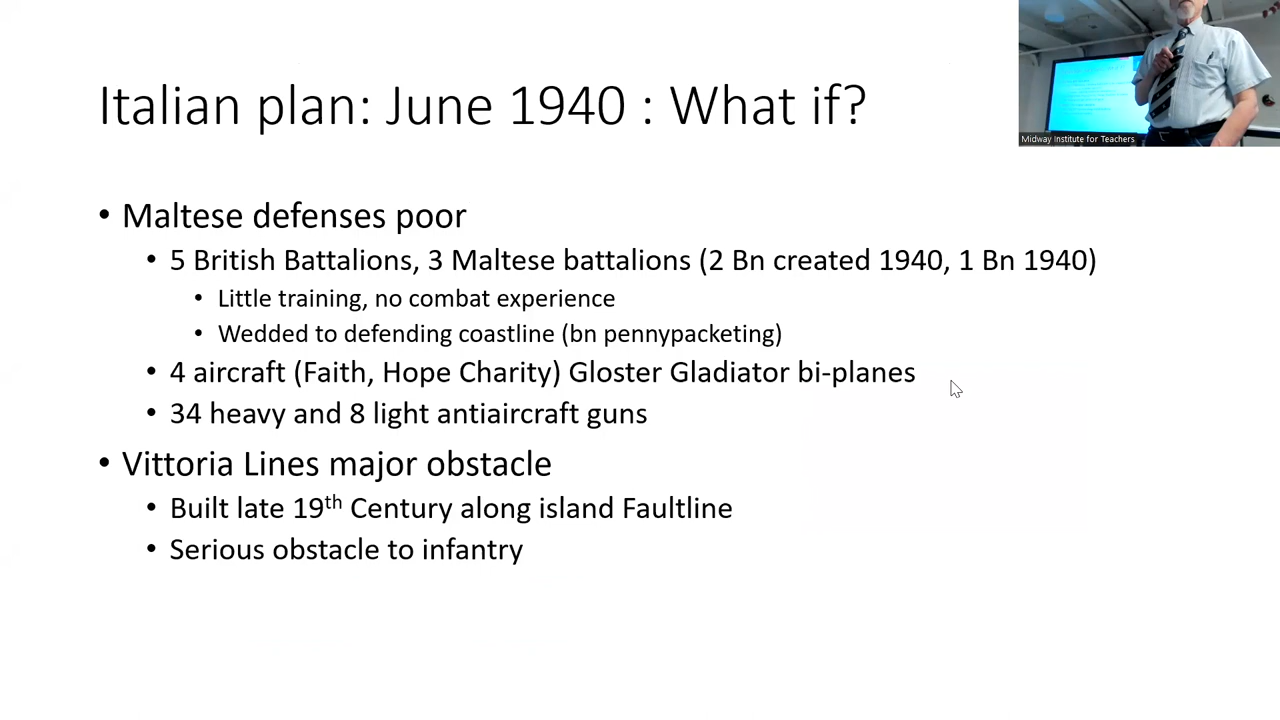 Italian plan: June 1940 : What if?
Midway Institute for Teachers
• Maltese defenses poor
• 5 British Battalions, 3 Maltese battalions (2 Bn created 1940, 1 Bn 1940)
• Little training, no combat experience
• Wedded to defending coastline (bn pennypacketing)
• 4 aircraft (Faith, Hope Charity) Gloster Gladiator bi-planes
• 34 heavy and 8 light antiaircraft guns
• Vittoria Lines major obstacle
• Built late 19th Century along island Faultline
• Serious obstacle to infantry